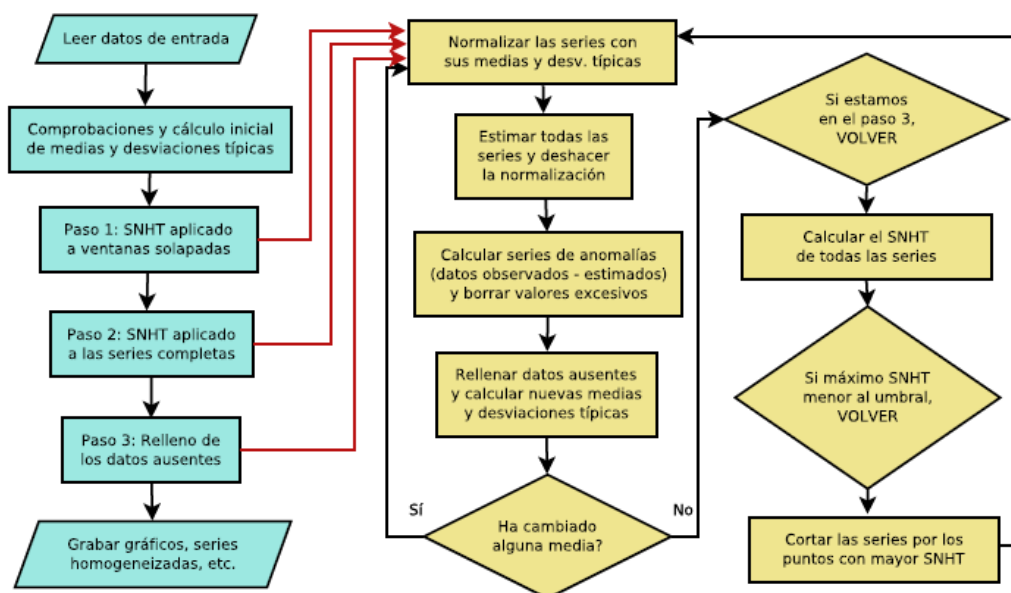 Leer datos de entrada
Comprobaciones y cálculo inicial
de medias y desviaciones típicas
Paso 1: SNHT aplicado
a ventanas solapadas
Paso 2: SNHT aplicado
a las series completas
Paso 3: Relleno de
los datos ausentes
Grabar gráficos, series
homogeneizadas, etc.
Normalizar las series con
sus medias y desv. típicas
Estimar todas las
series y deshacer
la normalización
Calcular series de anomalías
(datos observados - estimados)
y borrar valores excesivos
Rellenar datos ausentes
y calcular nuevas medias
y desviaciones típicas
Sí
Ha cambiado
alguna media?
No
Si estamos
en el paso 3,
VOLVER
Calcular el SNHT
de todas las series
Si máximo SNHT
menor al umbral,
VOLVER
Cortar las series por los
puntos con mayor SNHT